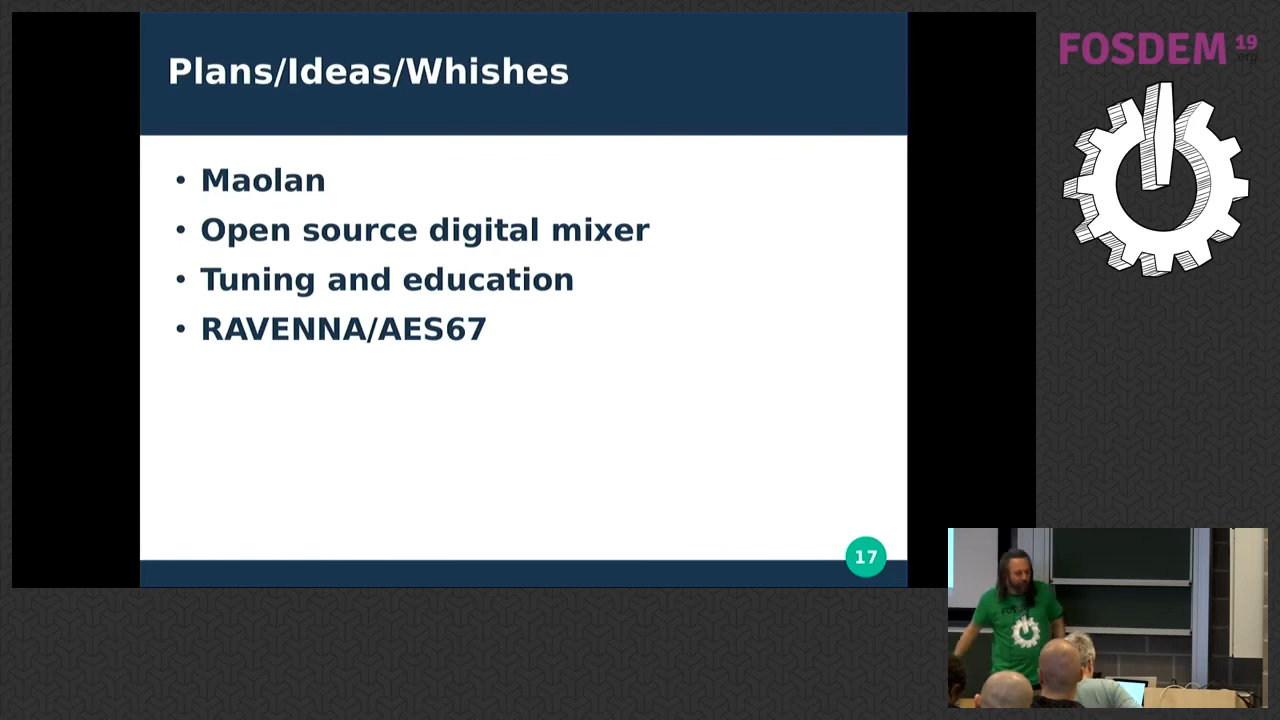 Plans/Ideas/Whishes
FOSDEM 19
.org
• Maolan
• Open source digital mixer
• Tuning and education
• RAVENNA/AES67
17